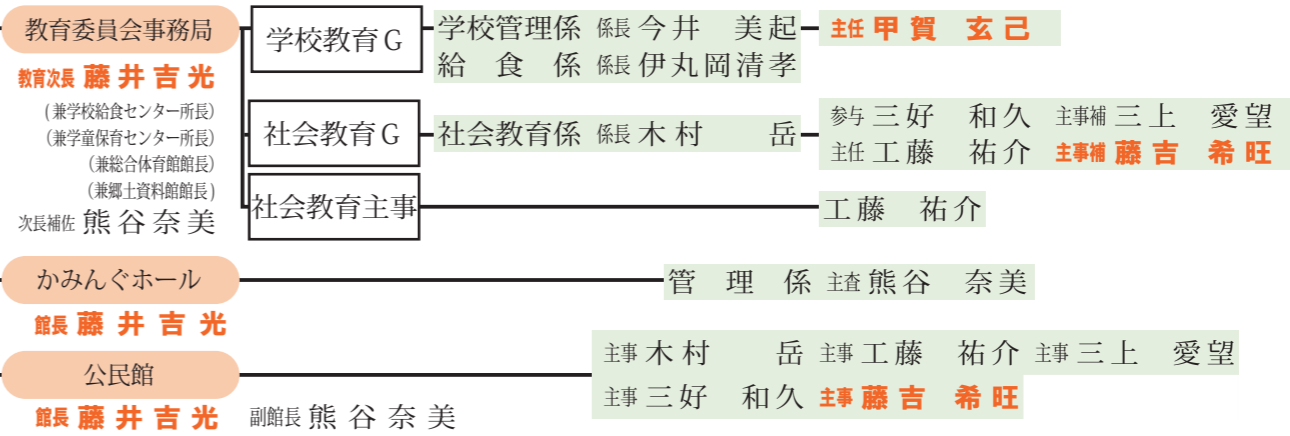 教育委員会事務局
教育次長 藤井吉光
(兼学校給食センター所長)
(兼学童保育センター所長)
(兼総合体育館館長)
(兼郷土資料館館長)
次長補佐 熊谷奈美
学校教育G
学校管理係 係長 今井 美起 主任 甲賀 玄己
給食係 係長 伊丸岡清孝
社会教育G
社会教育係 係長 木村 岳
参与 三好 和久 主事補 三上 愛望
主任 工藤 祐介 主事補 藤吉 希旺
社会教育主事
工藤 祐介
かみんぐホール
館長 藤井吉光
管理係 主査 熊谷 奈美
公民館
館長 藤井吉光 副館長 熊谷奈美
主事 木村 岳 主事 工藤 祐介 主事 三上 愛望
主事 三好 和久 主事 藤吉 希旺